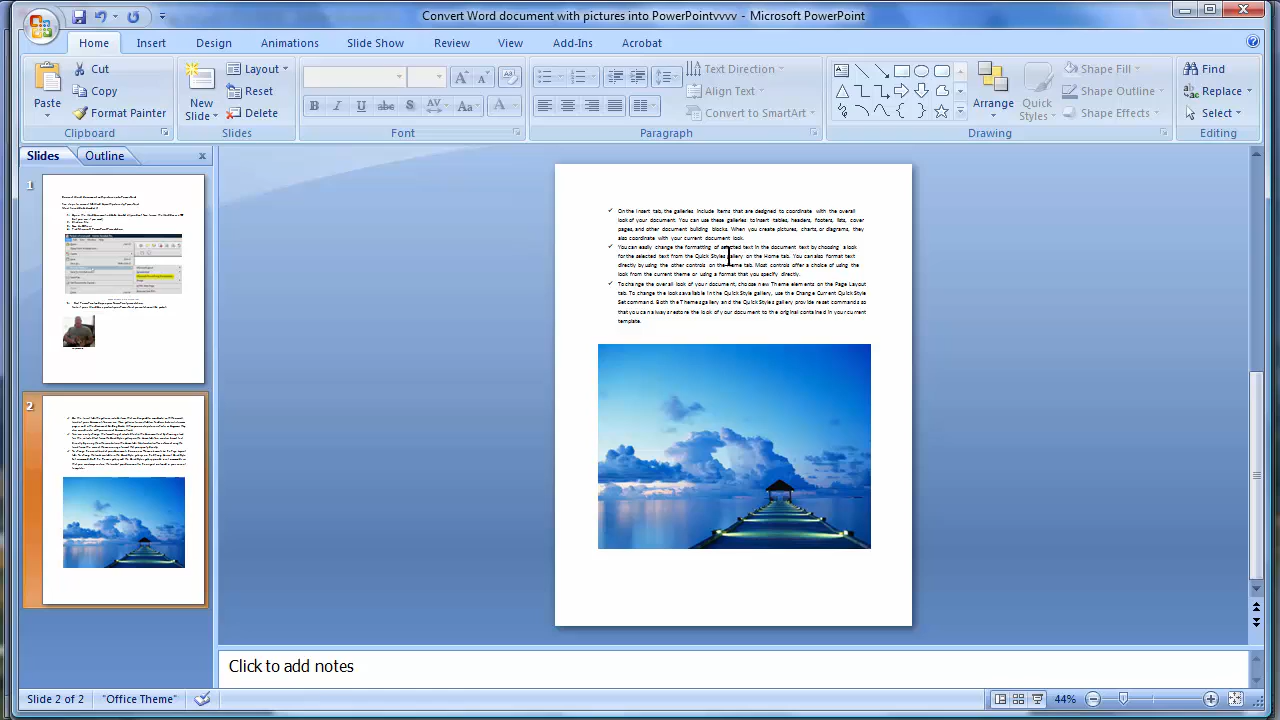 Convert Word document with pictures into PowerPointvvvv - Microsoft PowerPoint
Home Insert Design Animations Slide Show Review View Add-Ins Acrobat
Paste
Cut
Copy
Format Painter
Clipboard
New
Slide
Layout
Reset
Delete
Slides
B I U abc S AV Aa A
Font
Text Direction
Align Text
Convert to SmartArt
Paragraph
Arrange
Quick
Styles
Shape Fill
Shape Outline
Shape Effects
Drawing
Find
Replace
Select
Editing
Slides Outline x
1
2
On the Insert tab, the galleries include items that are designed to coordinate with the overall
look of your document. You can use these galleries to insert tables, headers, footers, lists, cover
pages, and other document building blocks. When you create pictures, charts, or diagrams, they
also coordinate with your current document look.
You can easily change the formatting of selected text in the document text by choosing a look
for the selected text from the Quick Styles gallery on the Home tab. You can also format text
directly by using the other controls on the Home tab. Most controls offer a choice of using the
look from the current theme or using a format that you specify directly.
To change the overall look of your document, choose new Theme elements on the Page Layout
tab. To change the looks available in the Quick Style gallery, use the Change Current Quick Style
Set command. Both the Themes gallery and the Quick Styles gallery provide reset commands so
that you can always restore the look of your document to the original contained in your current
template.
Click to add notes
Slide 2 of 2 "Office Theme" 44%